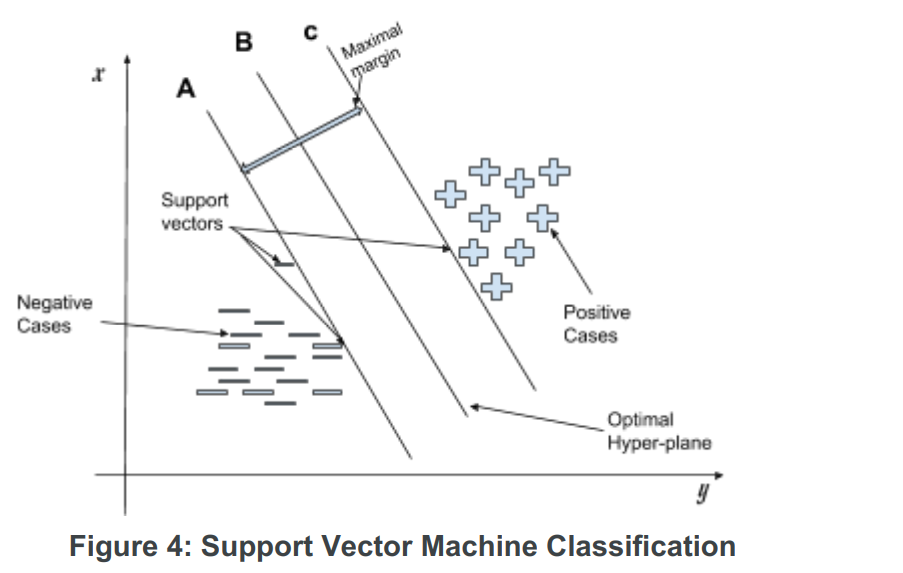 B
c
Maximal
margin
x
A
Support
vectors
Negative
Cases
Positive
Cases
Optimal
Hyper-plane
y
Figure 4: Support Vector Machine Classification